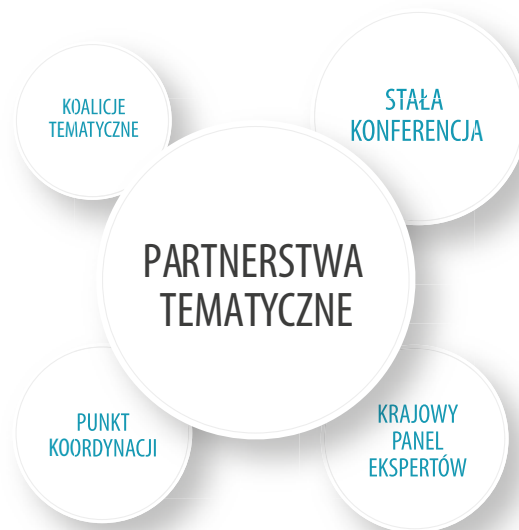 KOALICJE
TEMATYCZNE
STAŁA
KONFERENCJA
PARTNERSTWA
TEMATYCZNE
PUNKT
KOORDYNACJI
KRAJOWY
PANEL
EKSPERTÓW